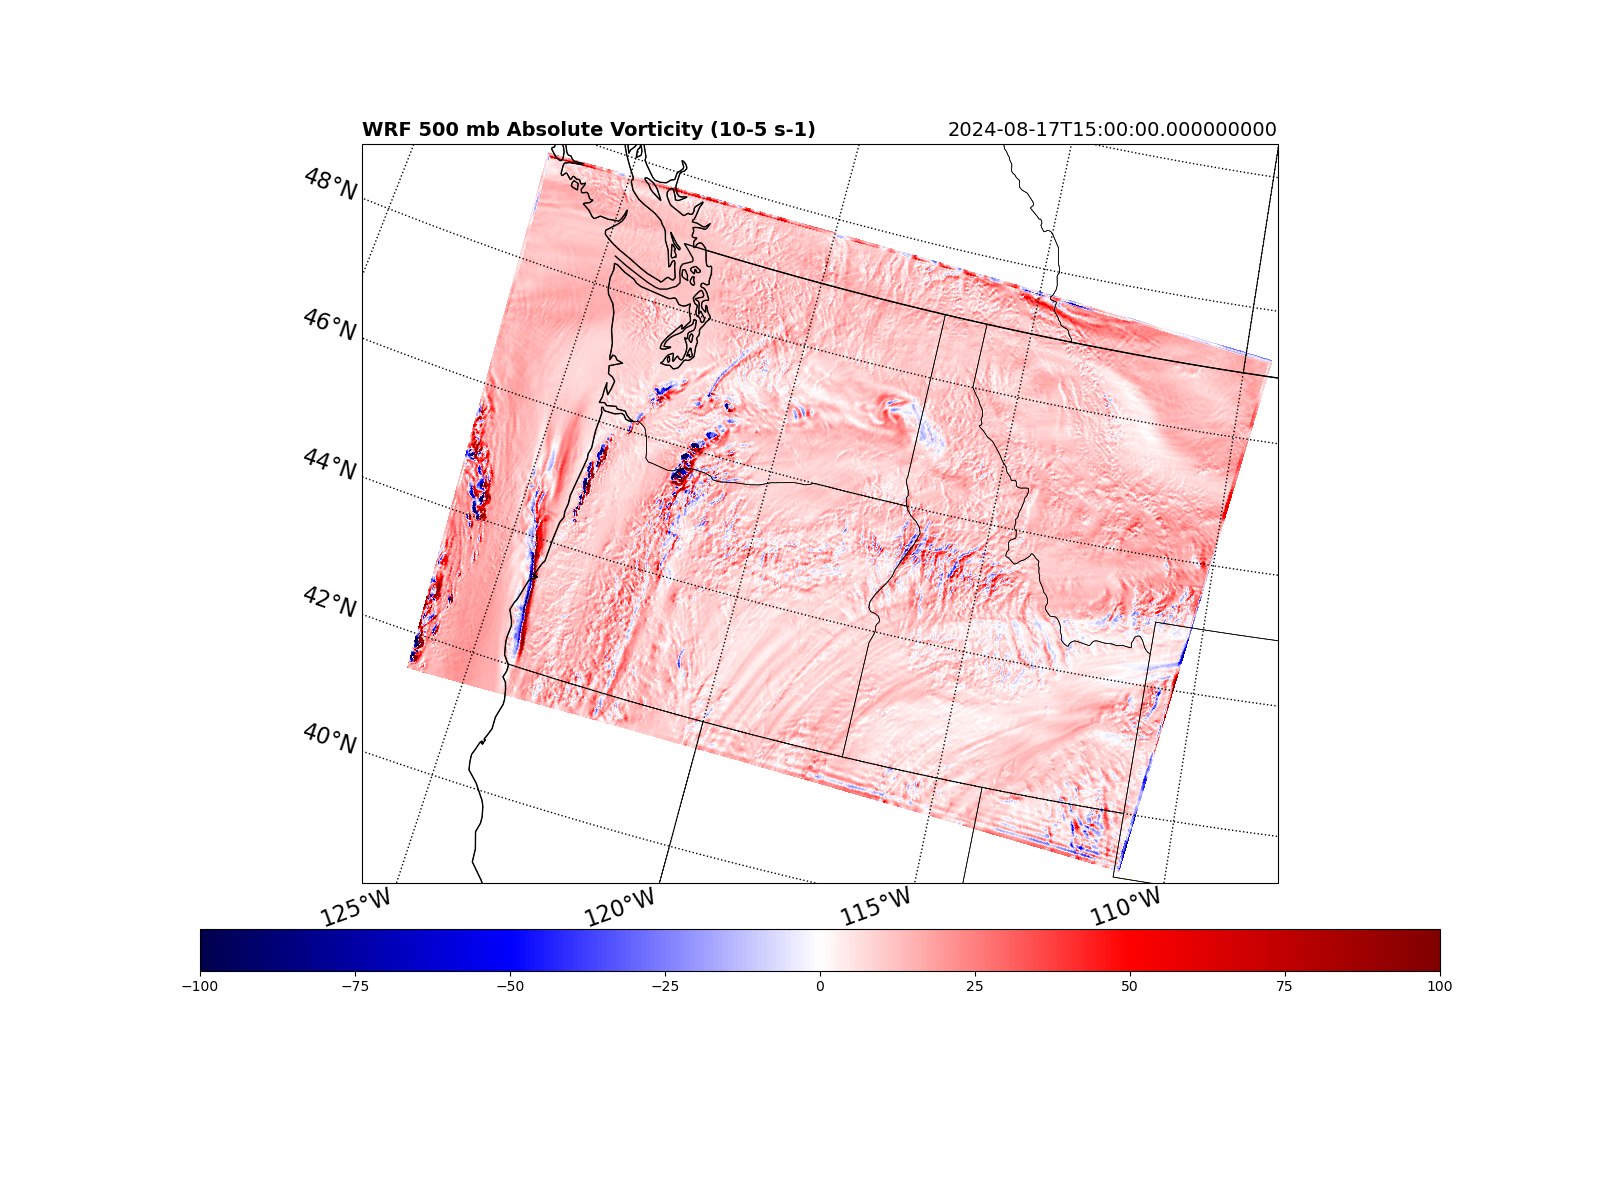 WRF 500 mb Absolute Vorticity (10-5 s-1)
2024-08-17T15:00:00.000000000
48°N
46°N
44°N
42°N
40°N
125°W
120°W
115°W
110°W
−100
−75
−50
−25
0
25
50
75
100